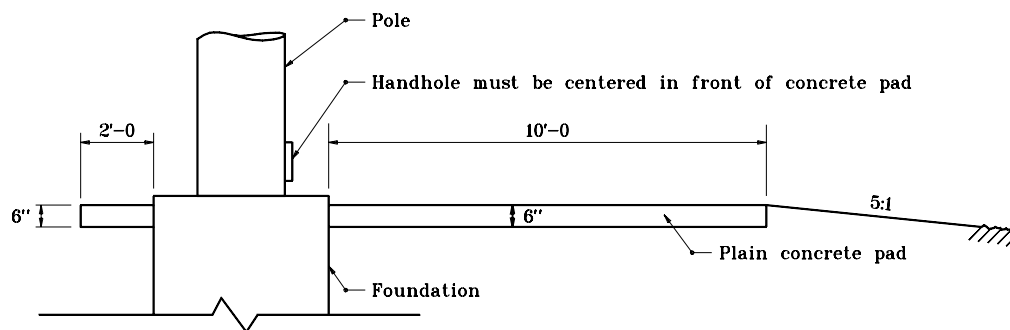 Pole
Handhole must be centered in front of concrete pad
2'-0
10'-0
6"
6"
5:1
Plain concrete pad
Foundation